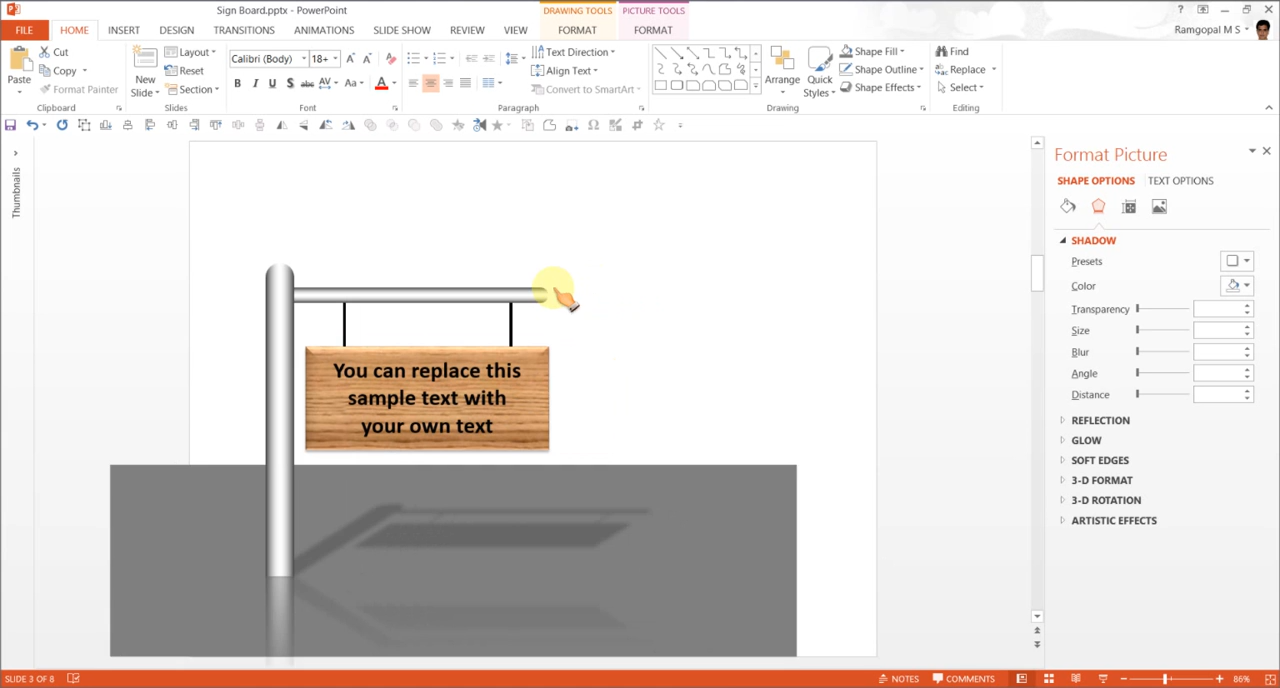 Sign Board.pptx - PowerPoint
DRAWING TOOLS
PICTURE TOOLS
?
FILE
HOME
INSERT
DESIGN
TRANSITIONS
ANIMATIONS
SLIDE SHOW
REVIEW
VIEW
FORMAT
FORMAT
Ramgopal M S
Paste
Cut
Copy
Format Painter
Clipboard
New
Slide
Layout
Reset
Section
Slides
Calibri (Body)
18+
B I U S abc AV Aa A
Font
Text Direction
Align Text
Convert to SmartArt
Paragraph
Arrange
Quick
Styles
Shape Fill
Shape Outline
Shape Effects
Drawing
Find
Replace
Select
Editing
Thumbnails
You can replace this
sample text with
your own text
Format Picture
SHAPE OPTIONS
TEXT OPTIONS
SHADOW
Presets
Color
Transparency
Size
Blur
Angle
Distance
REFLECTION
GLOW
SOFT EDGES
3-D FORMAT
3-D ROTATION
ARTISTIC EFFECTS
SLIDE 3 OF 8
NOTES
COMMENTS
86%